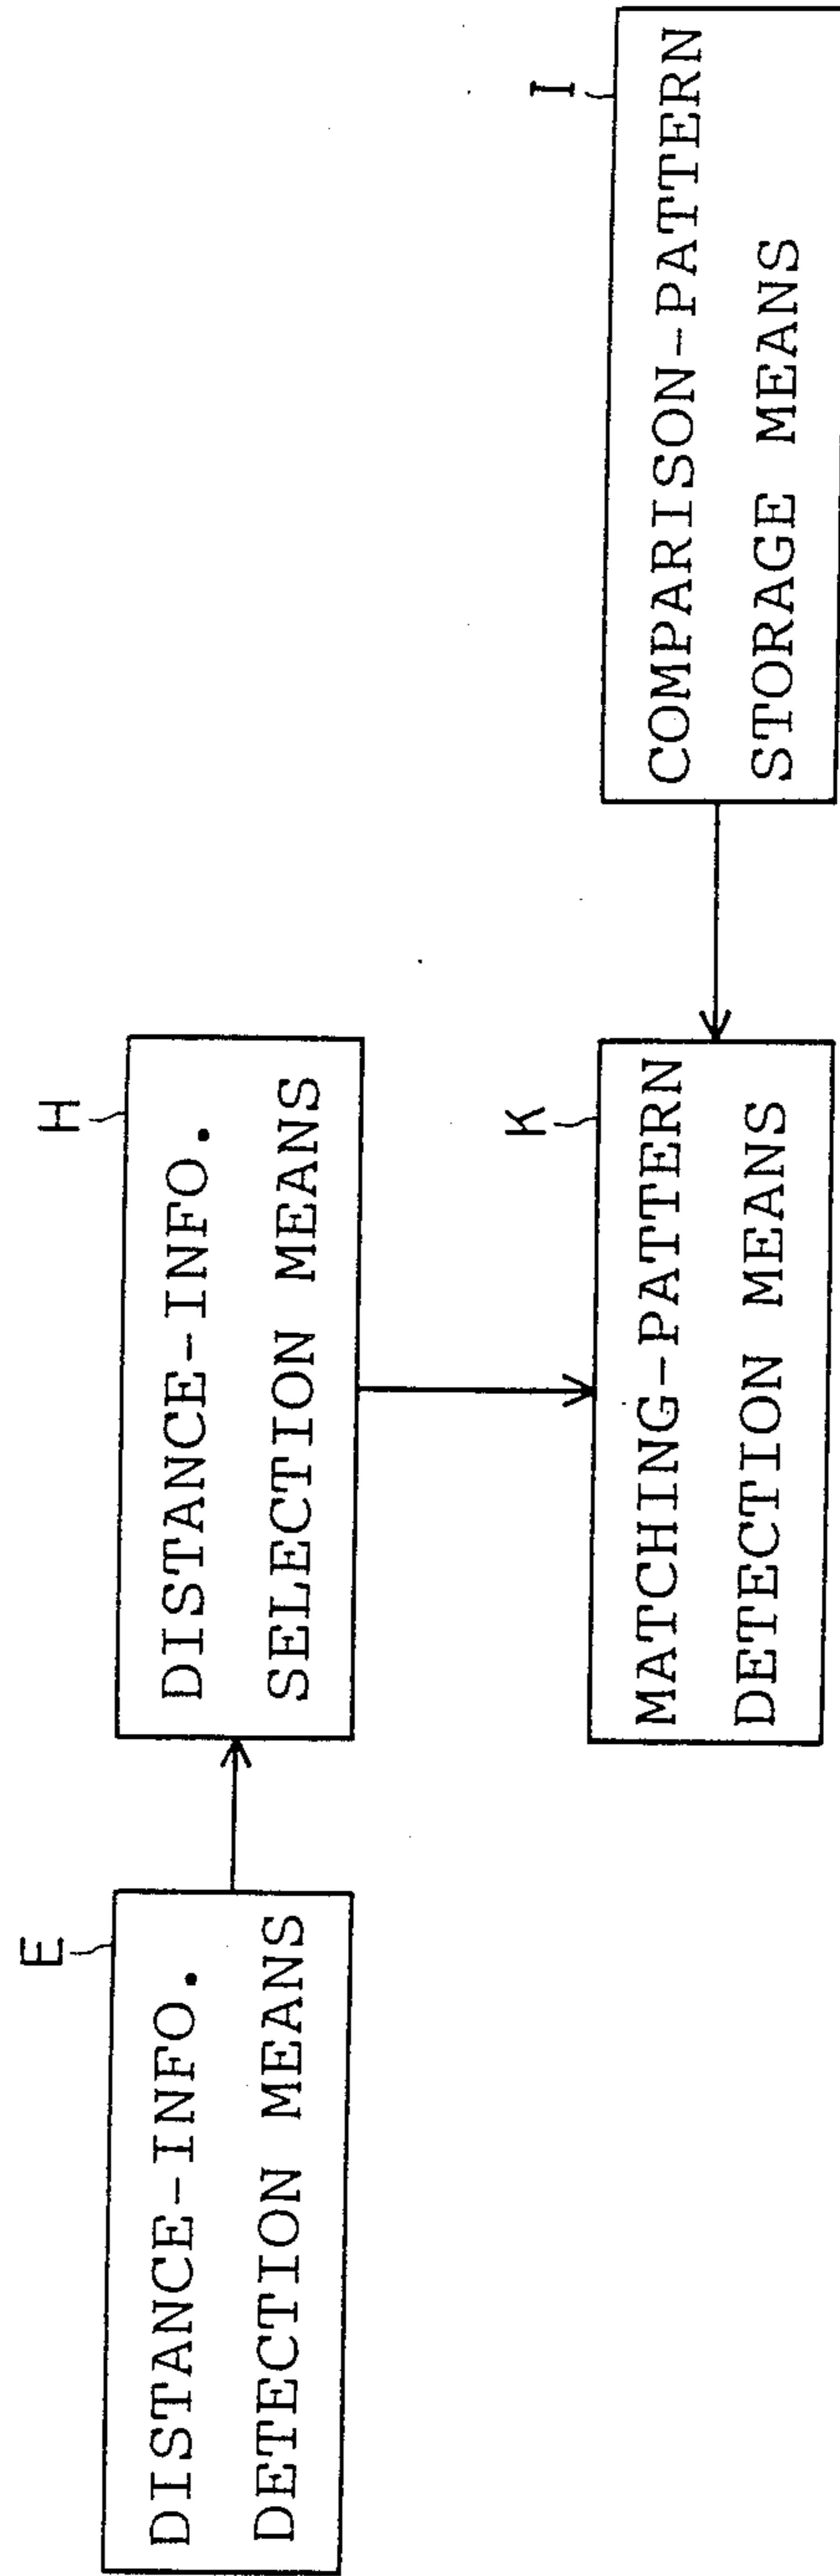 E
DISTANCE-INFO.
DETECTION MEANS
H
DISTANCE-INFO.
SELECTION MEANS
K
MATCHING-PATTERN
DETECTION MEANS
I
COMPARISON-PATTERN
STORAGE MEANS